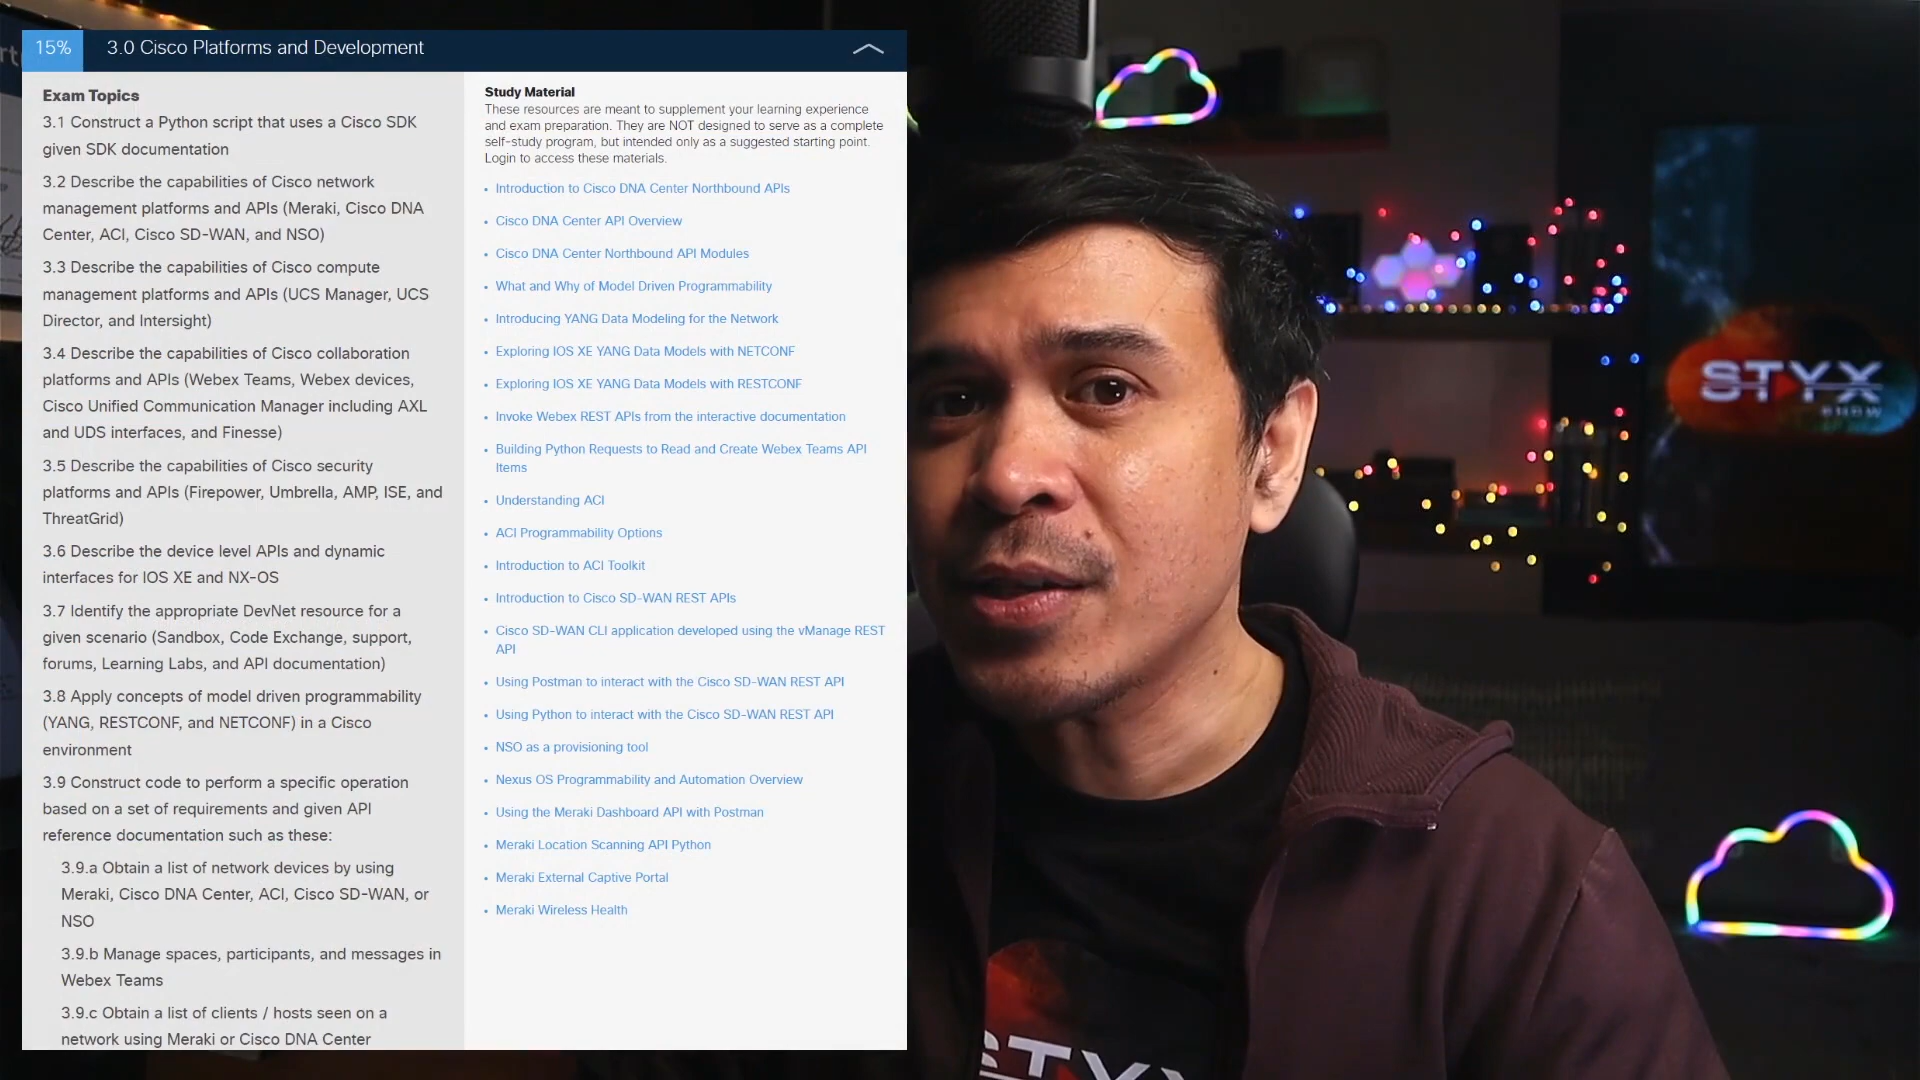 15%
3.0 Cisco Platforms and Development
Exam Topics
3.1 Construct a Python script that uses a Cisco SDK
given SDK documentation
3.2 Describe the capabilities of Cisco network
management platforms and APIs (Meraki, Cisco DNA
Center, ACI, Cisco SD-WAN, and NSO)
3.3 Describe the capabilities of Cisco compute
management platforms and APIs (UCS Manager, UCS
Director, and Intersight)
3.4 Describe the capabilities of Cisco collaboration
platforms and APIs (Webex Teams, Webex devices,
Cisco Unified Communication Manager including AXL
and UDS interfaces, and Finesse)
3.5 Describe the capabilities of Cisco security
platforms and APIs (Firepower, Umbrella, AMP, ISE, and
ThreatGrid)
3.6 Describe the device level APIs and dynamic
interfaces for IOS XE and NX-OS
3.7 Identify the appropriate DevNet resource for a
given scenario (Sandbox, Code Exchange, support,
forums, Learning Labs, and API documentation)
3.8 Apply concepts of model driven programmability
(YANG, RESTCONF, and NETCONF) in a Cisco
environment
3.9 Construct code to perform a specific operation
based on a set of requirements and given API
reference documentation such as these:
3.9.a Obtain a list of network devices by using
Meraki, Cisco DNA Center, ACI, Cisco SD-WAN, or
NSO
3.9.b Manage spaces, participants, and messages in
Webex Teams
3.9.c Obtain a list of clients / hosts seen on a
network using Meraki or Cisco DNA Center
Study Material
These resources are meant to supplement your learning experience
and exam preparation. They are NOT designed to serve as a complete
self-study program, but intended only as a suggested starting point.
Login to access these materials.
• Introduction to Cisco DNA Center Northbound APIs
• Cisco DNA Center API Overview
• Cisco DNA Center Northbound API Modules
• What and Why of Model Driven Programmability
• Introducing YANG Data Modeling for the Network
• Exploring IOS XE YANG Data Models with NETCONF
• Exploring IOS XE YANG Data Models with RESTCONF
• Invoke Webex REST APIs from the interactive documentation
• Building Python Requests to Read and Create Webex Teams API
Items
• Understanding ACI
• ACI Programmability Options
• Introduction to ACI Toolkit
• Introduction to Cisco SD-WAN REST APIs
• Cisco SD-WAN CLI application developed using the vManage REST
API
• Using Postman to interact with the Cisco SD-WAN REST API
• Using Python to interact with the Cisco SD-WAN REST API
• NSO as a provisioning tool
• Nexus OS Programmability and Automation Overview
• Using the Meraki Dashboard API with Postman
• Meraki Location Scanning API Python
• Meraki External Captive Portal
• Meraki Wireless Health
STYX
SHOW
STYX